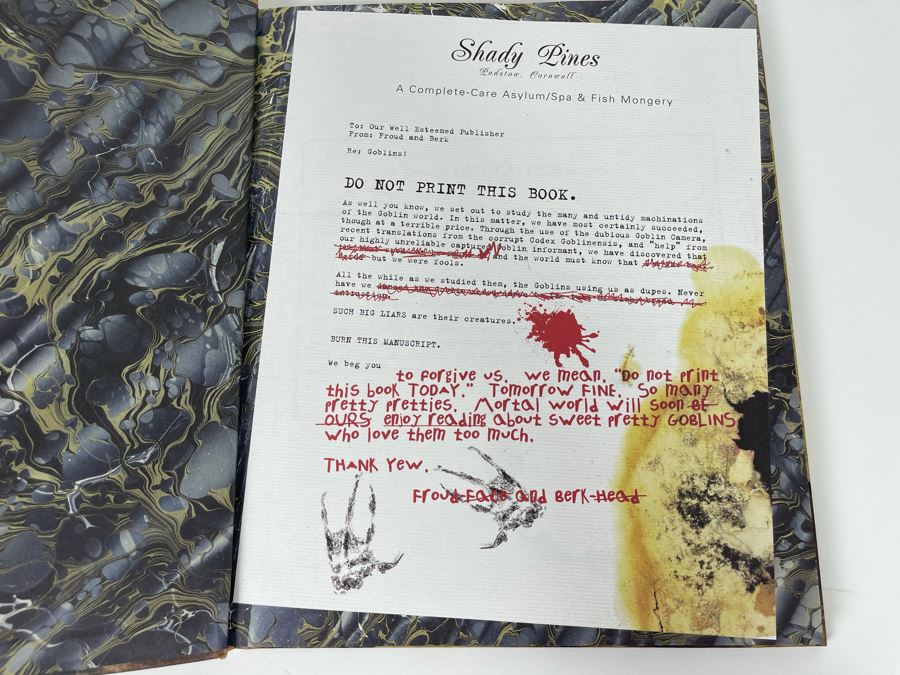 Shady Pines
Padstow, Cornwall
A Complete-Care Asylum/Spa & Fish Mongery
To: Our Well Esteemed Publisher
From: Froud and Berk
Re: Goblins!
DO NOT PRINT THIS BOOK.
As well you know, we set out to study the many and untidy machinations
of the Goblin world. In this matter, we have most certainly succeeded,
though at a terrible price. Through the use of the dubious Goblin Camera,
recent translations from the corrupt Codex Goblinensis, and "help" from
our highly unreliable captured Goblin informant, we have discovered that
and the world must know that
but we were fools.
All the while as we studied them, the Goblins using us as dupes. Never
have we
SUCH BIG LIARS are their creatures.
BURN THIS MANUSCRIPT.
We beg you
to forgive us, we mean, "Do not print
this book TODAY." Tomorrow FINE. So many
pretty pretties. Mortal world will soon BE
OURS enjoy reading about sweet pretty GOBLINS
who love them too much.
THANK YEW,
Froud-Face and Berk-Head